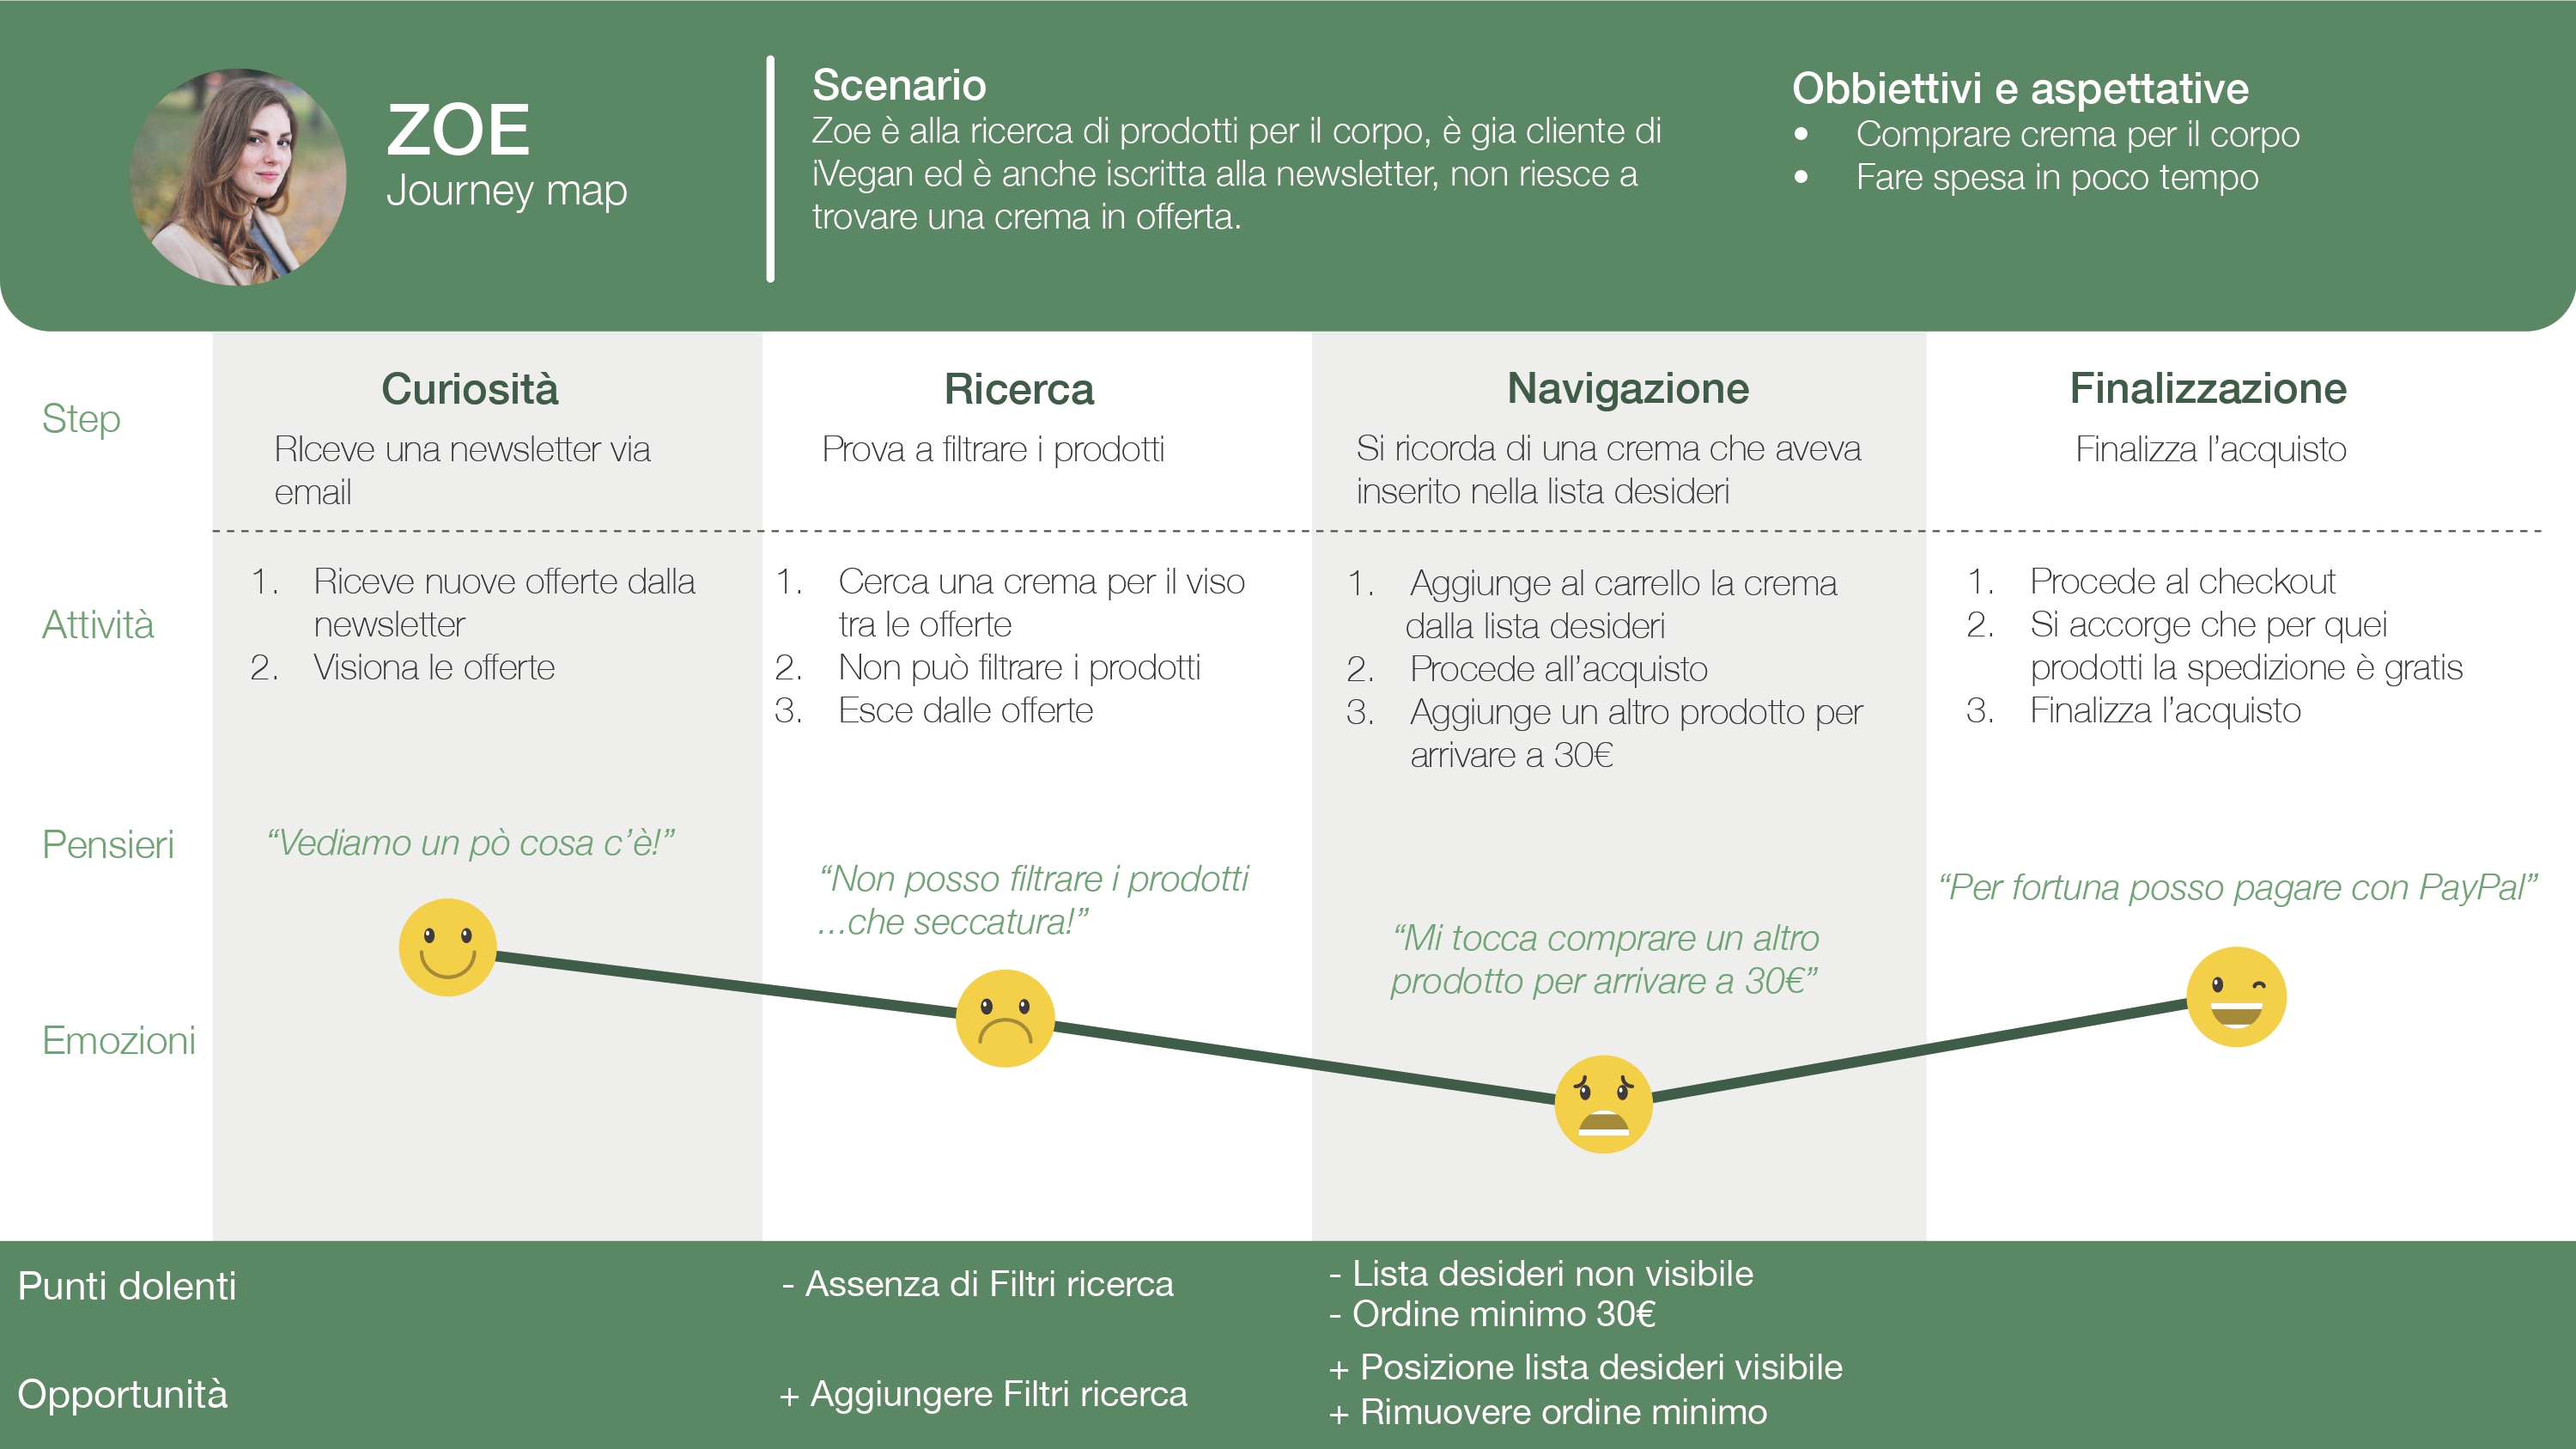 ZOE
Journey map
Scenario
Zoe è alla ricerca di prodotti per il corpo, è gia cliente di
iVegan ed è anche iscritta alla newsletter, non riesce a
trovare una crema in offerta.
Obbiettivi e aspettative
• Comprare crema per il corpo
• Fare spesa in poco tempo
Step
Curiosità
RIceve una newsletter via
email
Ricerca
Prova a filtrare i prodotti
Navigazione
Si ricorda di una crema che aveva
inserito nella lista desideri
Finalizzazione
Finalizza l’acquisto
Attività
1. Riceve nuove offerte dalla
newsletter
2. Visiona le offerte
1. Cerca una crema per il viso
tra le offerte
2. Non può filtrare i prodotti
3. Esce dalle offerte
1. Aggiunge al carrello la crema
dalla lista desideri
2. Procede all’acquisto
3. Aggiunge un altro prodotto per
arrivare a 30€
1. Procede al checkout
2. Si accorge che per quei
prodotti la spedizione è gratis
3. Finalizza l’acquisto
Pensieri
“Vediamo un pò cosa c’è!”
“Non posso filtrare i prodotti
...che seccatura!”
“Mi tocca comprare un altro
prodotto per arrivare a 30€”
“Per fortuna posso pagare con PayPal”
Emozioni
Punti dolenti
- Assenza di Filtri ricerca
- Lista desideri non visibile
- Ordine minimo 30€
Opportunità
+ Aggiungere Filtri ricerca
+ Posizione lista desideri visibile
+ Rimuovere ordine minimo